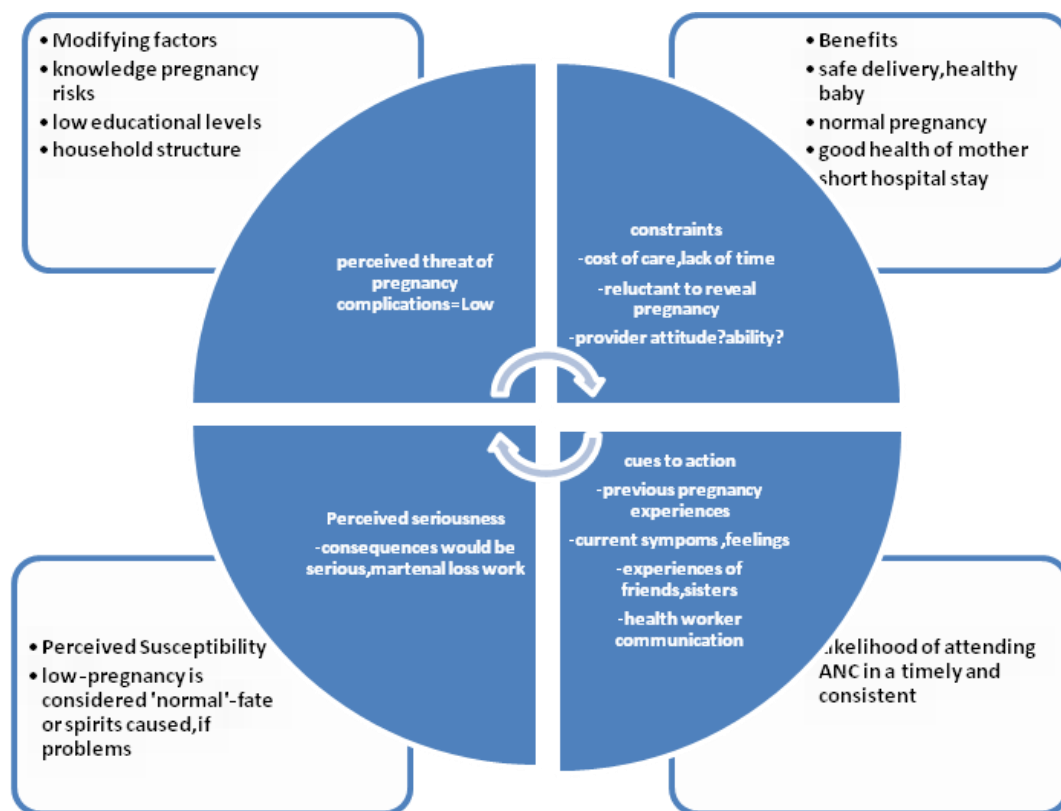 • Modifying factors
• knowledge pregnancy
risks
• low educational levels
• household structure
• Benefits
• safe delivery,healthy
baby
• normal pregnancy
• good health of mother
short hospital stay
perceived threat of
pregnancy
complications=Low
constraints
-cost of care,lack of time
-reluctant to reveal
pregnancy
-provider attitude?ability?
Perceived seriousness
-consequences would be
serious,martenal loss work
cues to action
-previous pregnancy
experiences
-current sympoms ,feelings
-experiences of
friends,sisters
-health worker
communication
• Perceived Susceptibility
• low-pregnancy is
considered 'normal'-fate
or spirits caused,if
problems
Likelihood of attending
ANC in a timely and
consistent